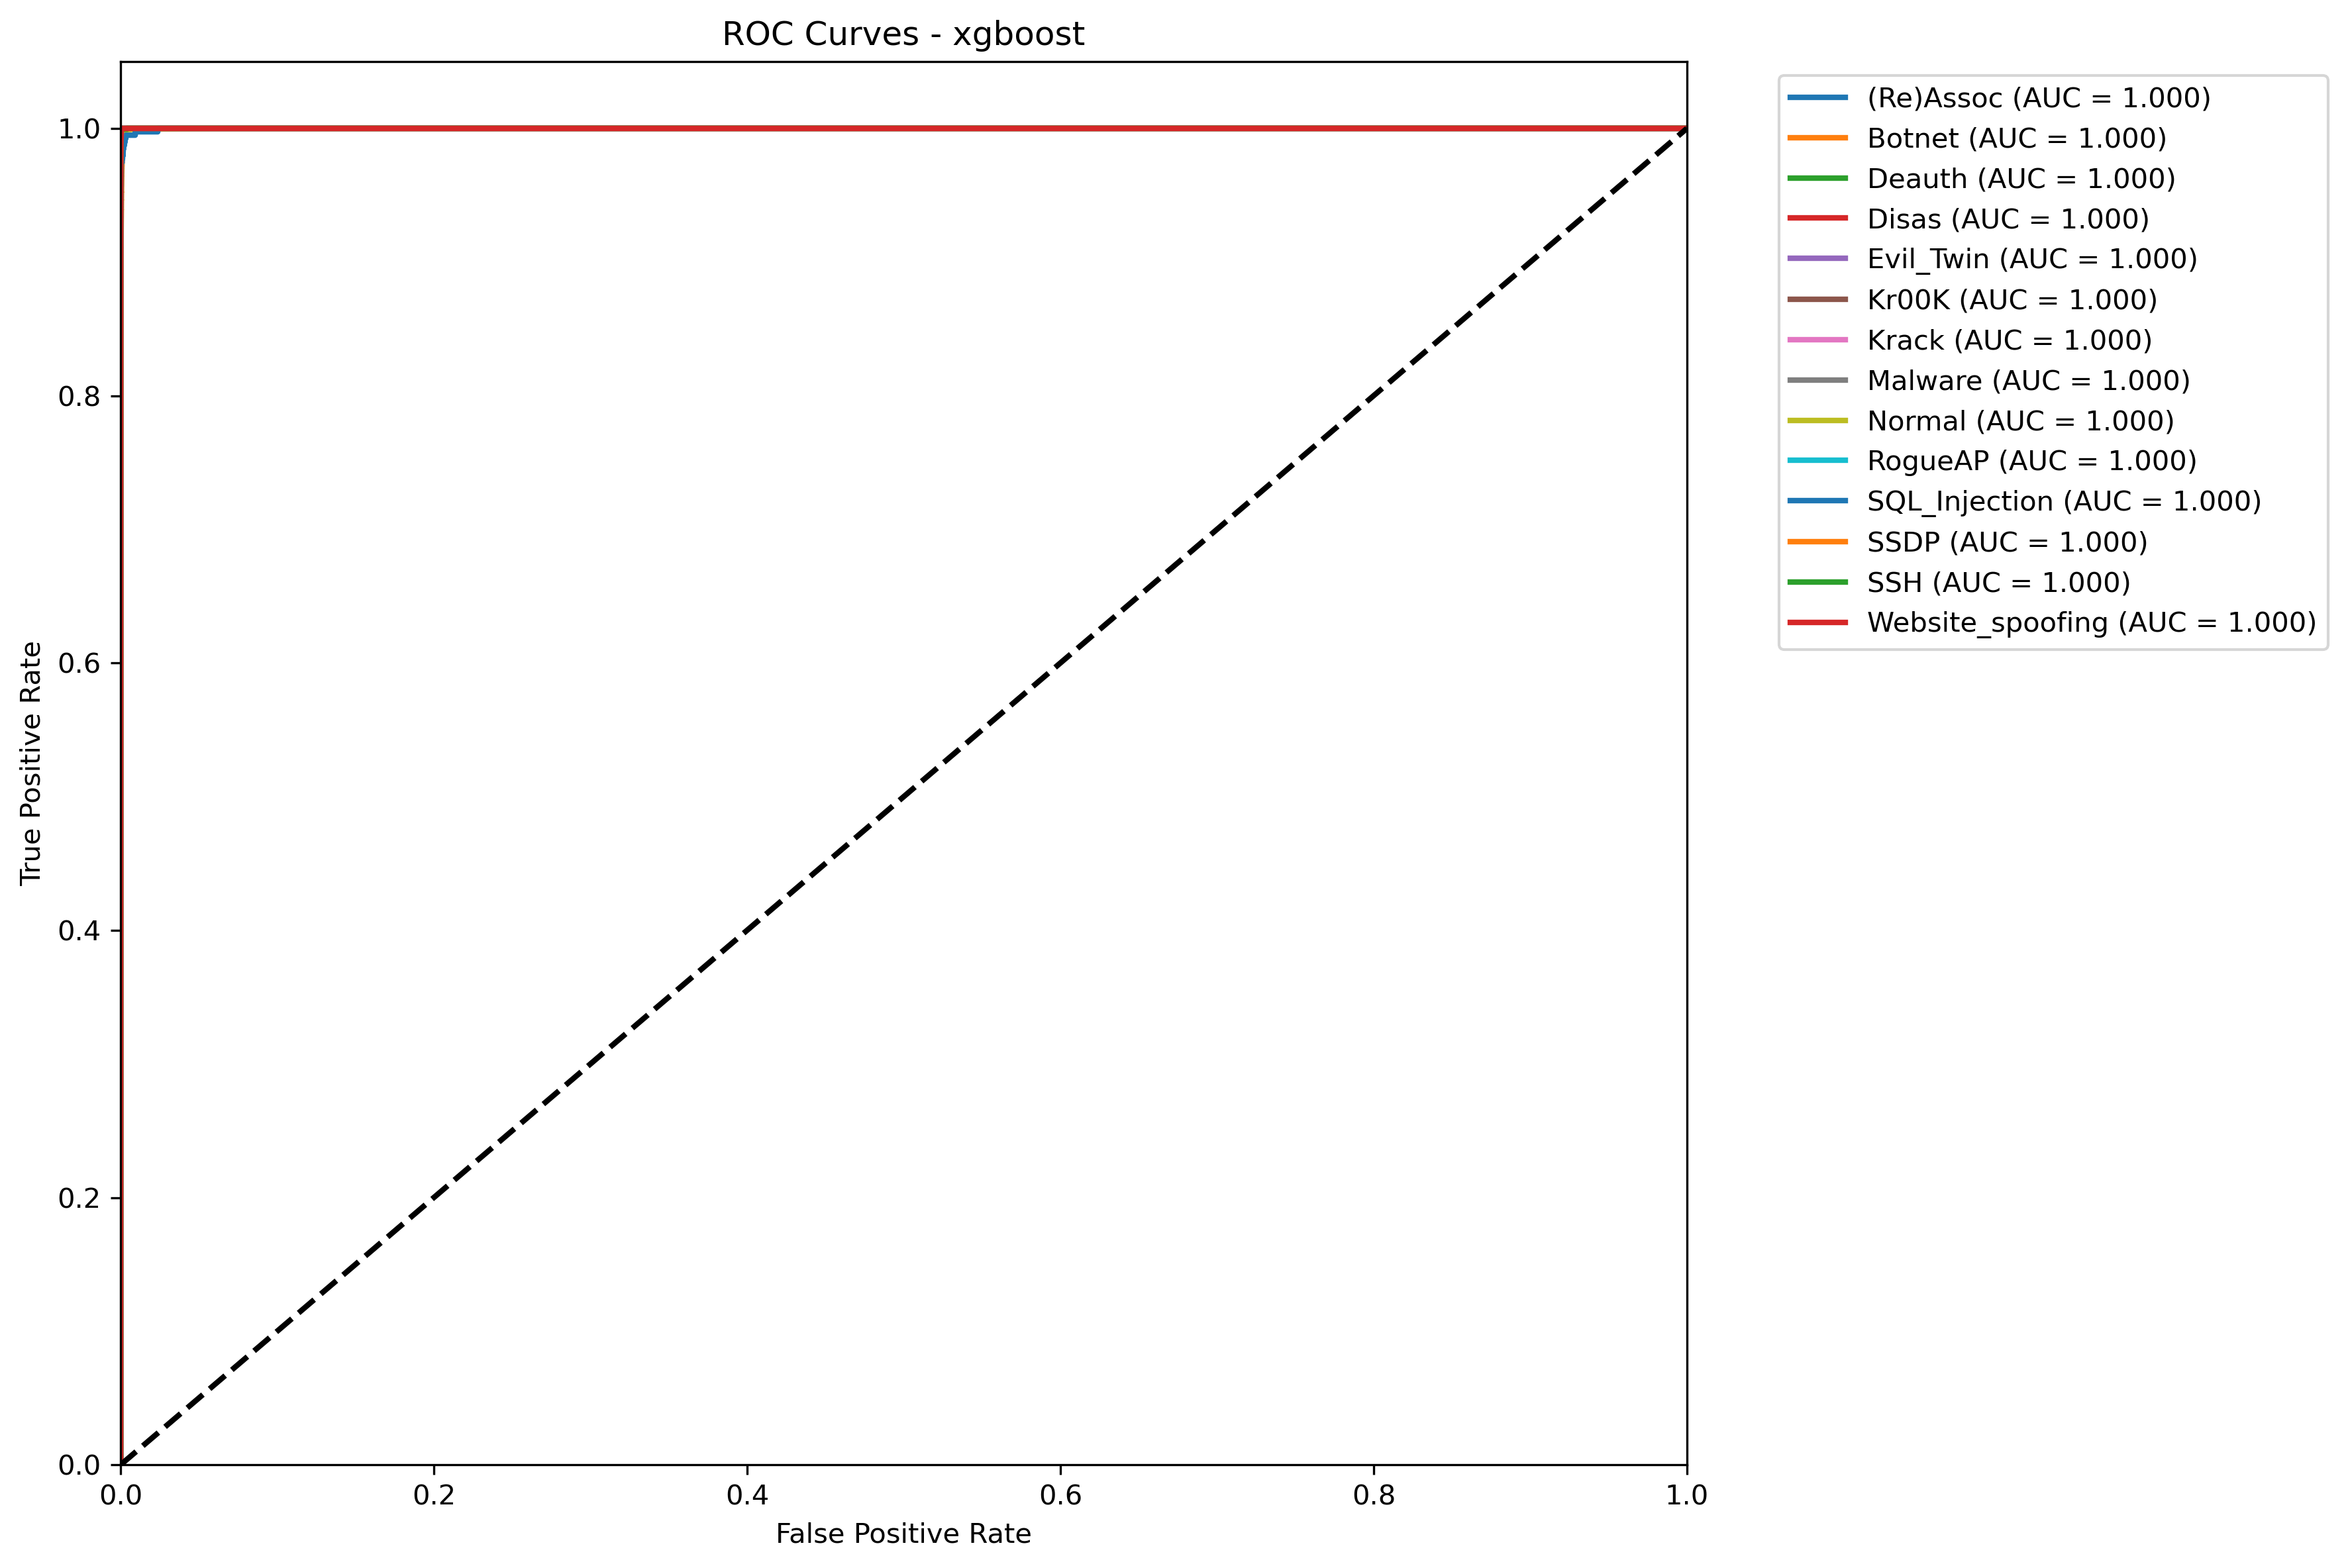 ROC Curves - xgboost
(Re)Assoc (AUC = 1.000)
Botnet (AUC = 1.000)
Deauth (AUC = 1.000)
Disas (AUC = 1.000)
Evil_Twin (AUC = 1.000)
Kr00K (AUC = 1.000)
Krack (AUC = 1.000)
Malware (AUC = 1.000)
Normal (AUC = 1.000)
RogueAP (AUC = 1.000)
SQL_Injection (AUC = 1.000)
SSDP (AUC = 1.000)
SSH (AUC = 1.000)
Website_spoofing (AUC = 1.000)
True Positive Rate
1.0
0.8
0.6
0.4
0.2
0.0
0.0 0.2 0.4 0.6 0.8 1.0
False Positive Rate